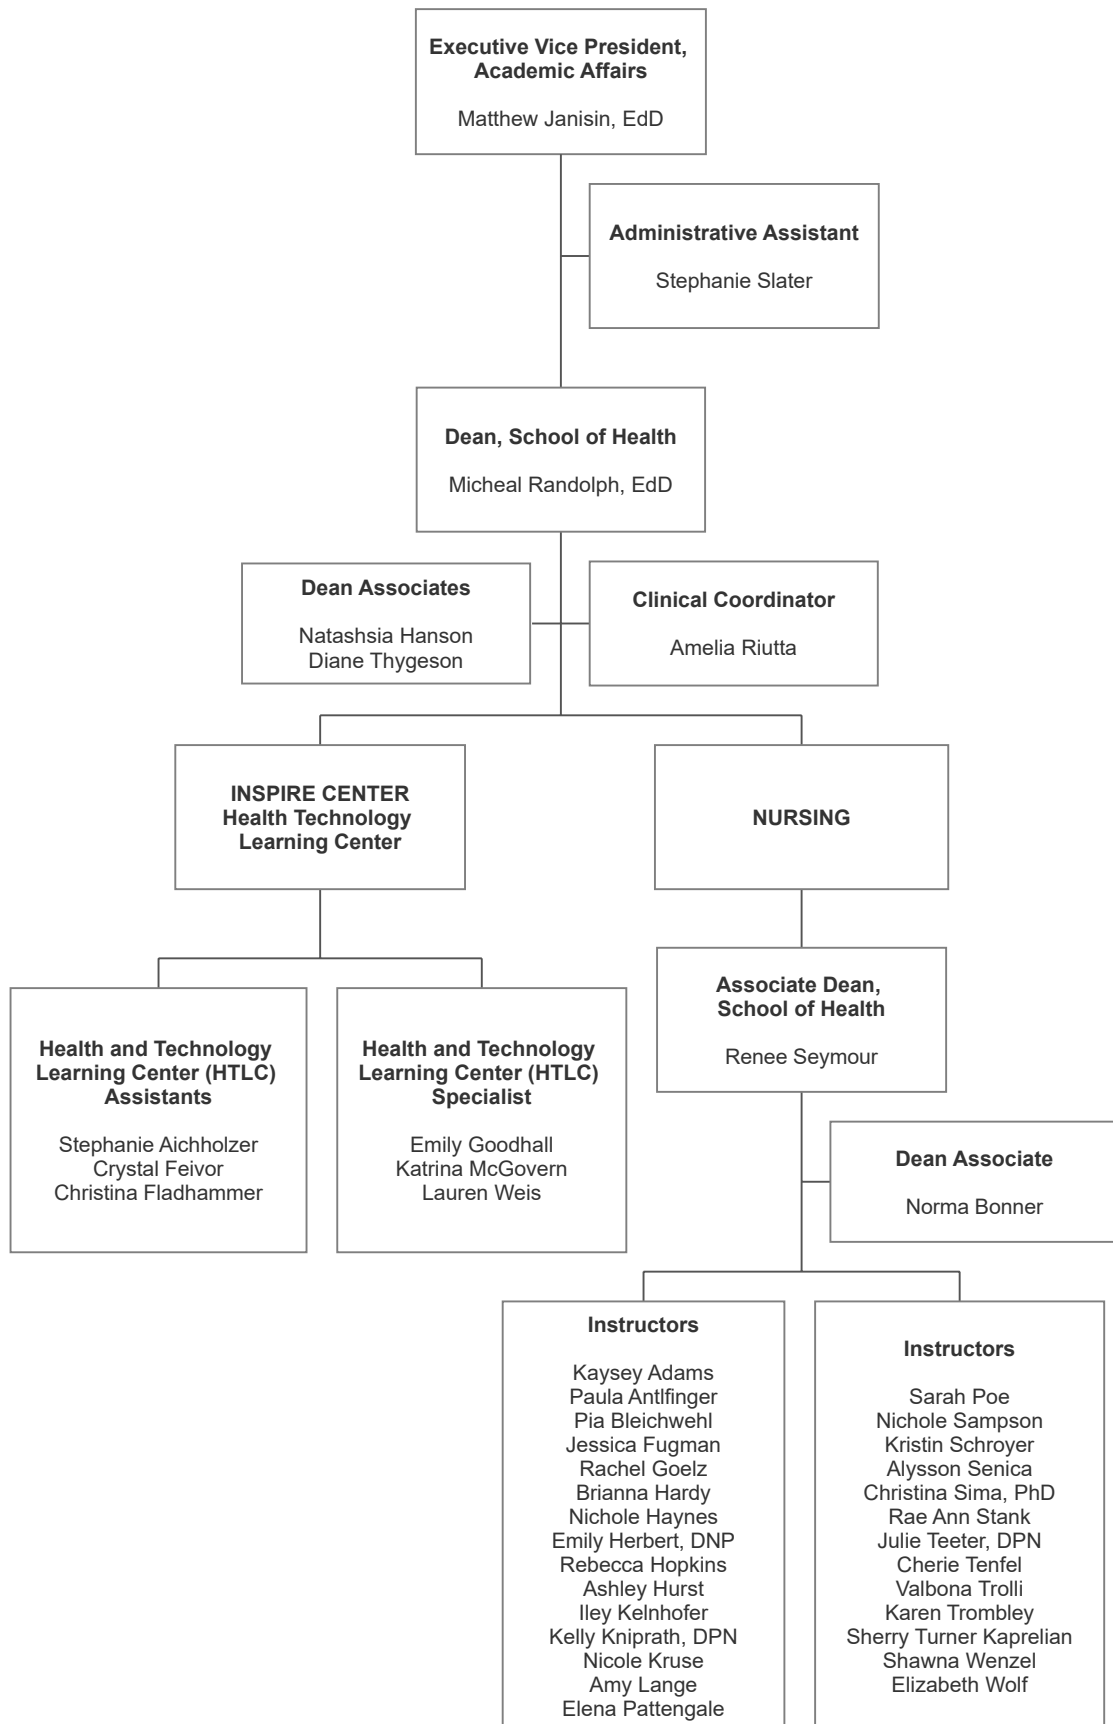 Executive Vice President,
Academic Affairs
Matthew Janisin, EdD
Administrative Assistant
Stephanie Slater
Dean, School of Health
Micheal Randolph, EdD
Dean Associates
Natashsia Hanson
Diane Thygeson
Clinical Coordinator
Amelia Riutta
INSPIRE CENTER
Health Technology
Learning Center
NURSING
Associate Dean,
School of Health
Renee Seymour
Health and Technology
Learning Center (HTLC)
Assistants
Stephanie Aichholzer
Crystal Feivor
Christina Fladhammer
Health and Technology
Learning Center (HTLC)
Specialist
Emily Goodhall
Katrina McGovern
Lauren Weis
Dean Associate
Norma Bonner
Instructors
Kaysey Adams
Paula Antlfinger
Pia Bleichwehl
Jessica Fugman
Rachel Goelz
Brianna Hardy
Nichole Haynes
Emily Herbert, DNP
Rebecca Hopkins
Ashley Hurst
Iley Kelnhofer
Kelly Kniprath, DPN
Nicole Kruse
Amy Lange
Elena Pattengale
Instructors
Sarah Poe
Nichole Sampson
Kristin Schroyer
Alysson Senica
Christina Sima, PhD
Rae Ann Stank
Julie Teeter, DPN
Cherie Tenfel
Valbona Trolli
Karen Trombley
Sherry Turner Kaprelian
Shawna Wenzel
Elizabeth Wolf